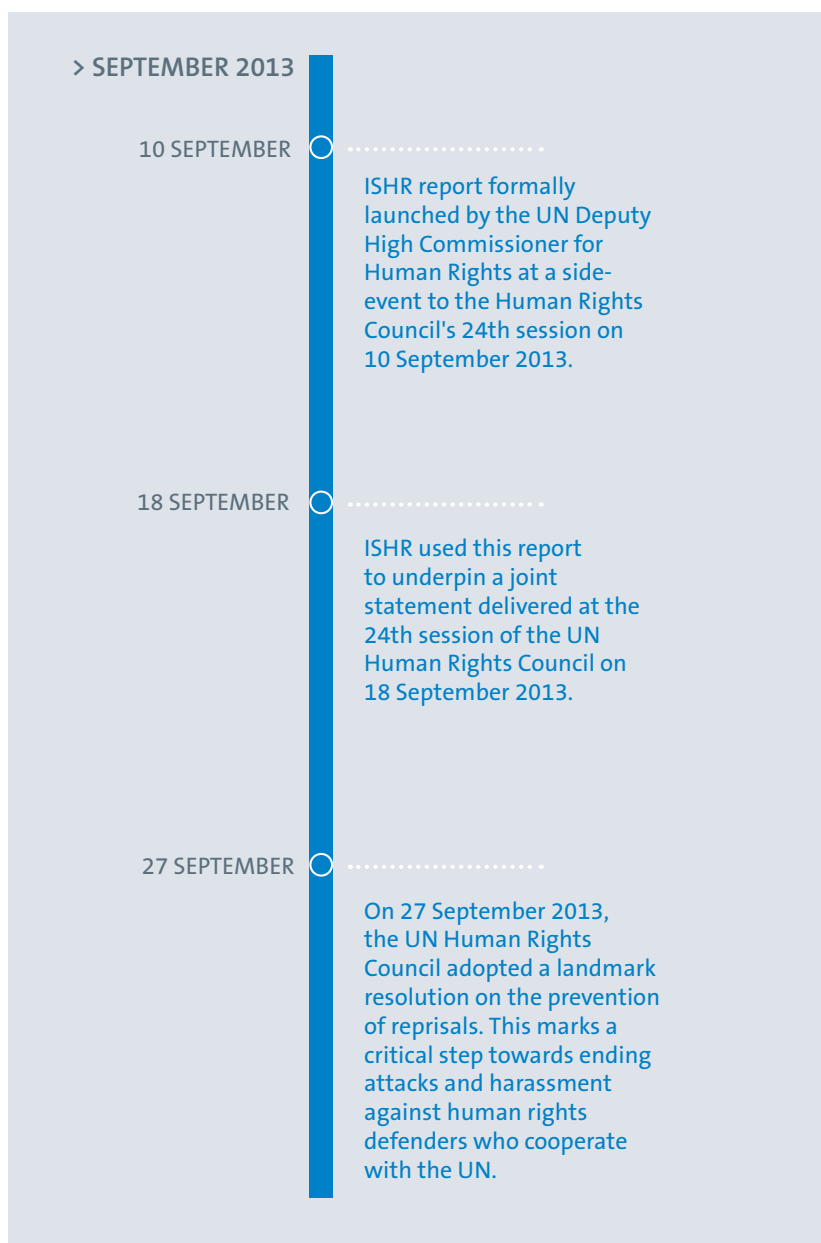 > SEPTEMBER 2013
10 SEPTEMBER
ISHR report formally
launched by the UN Deputy
High Commissioner for
Human Rights at a side-
event to the Human Rights
Council's 24th session on
10 September 2013.
18 SEPTEMBER
ISHR used this report
to underpin a joint
statement delivered at the
24th session of the UN
Human Rights Council on
18 September 2013.
27 SEPTEMBER
On 27 September 2013,
the UN Human Rights
Council adopted a landmark
resolution on the prevention
of reprisals. This marks a
critical step towards ending
attacks and harassment
against human rights
defenders who cooperate
with the UN.